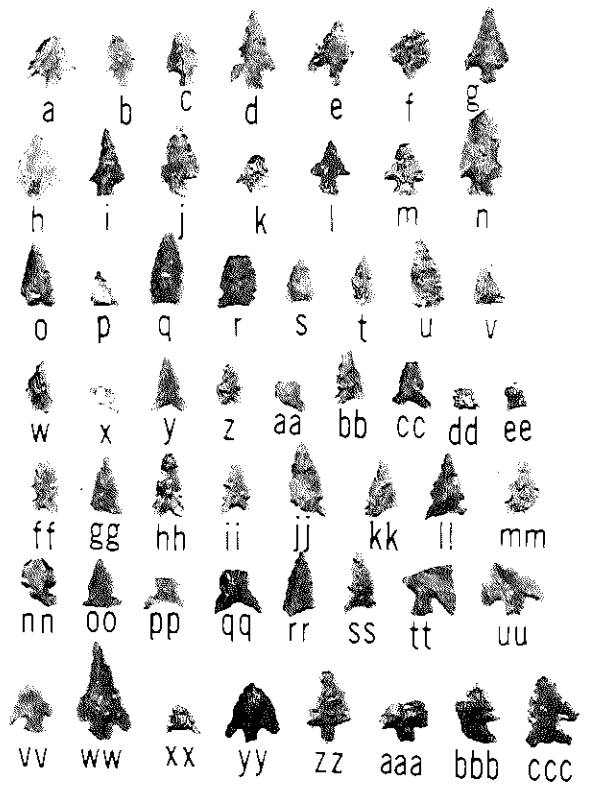 a b c d e f g
h i j k l m n
o p q r s t u v
w x y z aa bb cc dd ee
ff gg hh ii jj kk ll mm
nn oo pp qq rr ss tt uu
vv ww xx yy zz aaa bbb ccc